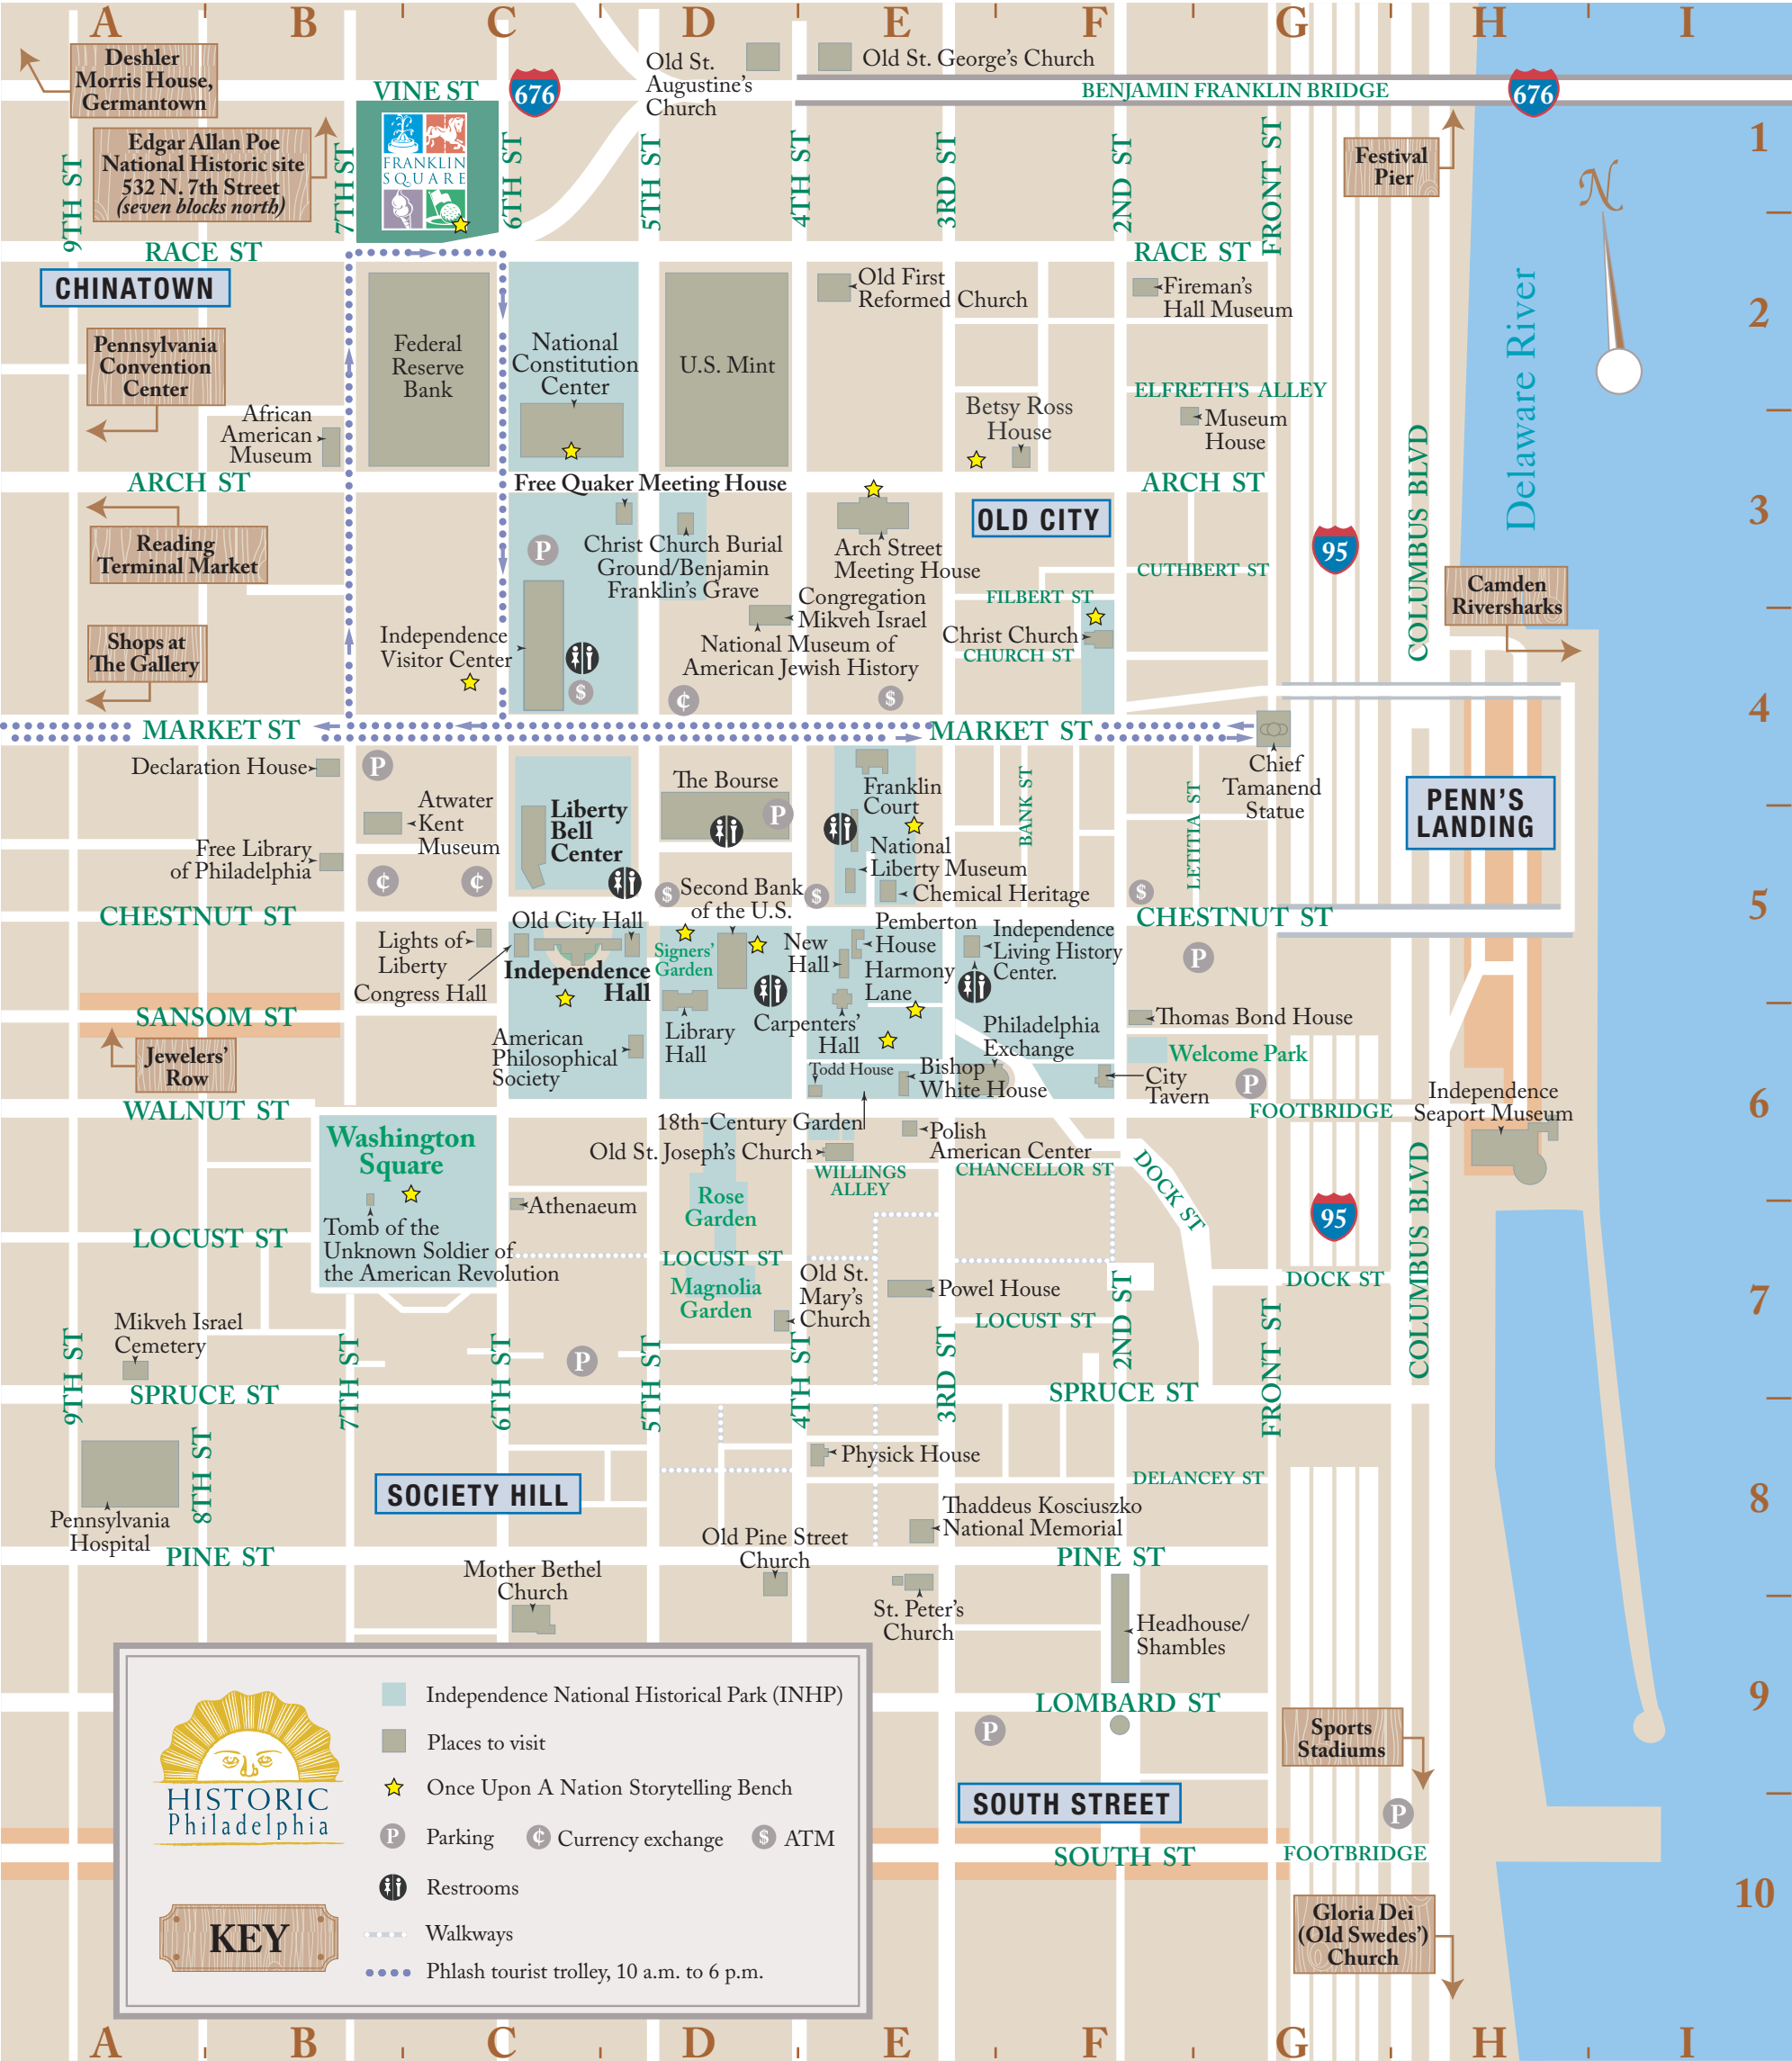 A B C D E F G H I
Deshler
Morris House,
Germantown
Old St.
Augustine's
Church
Old St. George's Church
VINE ST
676
BENJAMIN FRANKLIN BRIDGE
676
Edgar Allan Poe
National Historic site
532 N. 7th Street
(seven blocks north)
FRANKLIN
SQUARE
Festival
Pier
1
N
9TH ST
7TH ST
6TH ST
5TH ST
4TH ST
3RD ST
2ND ST
FRONT ST
RACE ST
RACE ST
CHINATOWN
Old First
Reformed Church
Fireman's
Hall Museum
2
Pennsylvania
Convention
Center
Federal
Reserve
Bank
National
Constitution
Center
U.S. Mint
Delaware River
ELFRETH'S ALLEY
African
American
Museum
Betsy Ross
House
Museum
House
COLUMBUS BLVD
ARCH ST
Free Quaker Meeting House
ARCH ST
3
OLD CITY
Reading
Terminal Market
P
Christ Church Burial
Ground/Benjamin
Franklin's Grave
Arch Street
Meeting House
95
CUTHBERT ST
Camden
Riversharks
FILBERT ST
Congregation
Mikveh Israel
Shops at
The Gallery
Independence
Visitor Center
National Museum of
American Jewish History
Christ Church
CHURCH ST
$
¢
$
4
MARKET ST
MARKET ST
Declaration House
P
The Bourse
Franklin
Court
Chief
Tamanend
Statue
PENN'S
LANDING
Atwater
Kent
Museum
Liberty
Bell
Center
P
BANK ST
LETITIA ST
Free Library
of Philadelphia
National
Liberty Museum
¢
¢
$
Second Bank
of the U.S.
$
Chemical Heritage
$
5
CHESTNUT ST
CHESTNUT ST
Old City Hall
Lights of
Liberty
Congress Hall
Independence
Hall
Signers'
Garden
New
Hall
Pemberton
House
Harmony
Lane
Independence
Living History
Center.
P
SANSOM ST
Jewelers'
Row
American
Philosophical
Society
Library
Hall
Carpenters'
Hall
Philadelphia
Exchange
Thomas Bond House
Welcome Park
Todd House
Bishop
White House
City
Tavern
P
Independence
Seaport Museum
WALNUT ST
FOOTBRIDGE
6
18th-Century Garden
Washington
Square
Old St. Joseph's Church
Polish
American Center
WILLINGS
ALLEY
CHANCELLOR ST
DOCK ST
COLUMBUS BLVD
Athenaeum
Rose
Garden
95
LOCUST ST
Tomb of the
Unknown Soldier of
the American Revolution
LOCUST ST
Magnolia
Garden
Old St.
Mary's
Church
Powel House
DOCK ST
7
LOCUST ST
Mikveh Israel
Cemetery
9TH ST
7TH ST
6TH ST
P
5TH ST
4TH ST
3RD ST
2ND ST
FRONT ST
SPRUCE ST
SPRUCE ST
8TH ST
Physick House
DELANCEY ST
SOCIETY HILL
8
Pennsylvania
Hospital
Thaddeus Kosciuszko
National Memorial
Old Pine Street
Church
PINE ST
PINE ST
Mother Bethel
Church
St. Peter's
Church
Headhouse/
Shambles
LOMBARD ST
9
P
Sports
Stadiums
SOUTH STREET
P
SOUTH ST
FOOTBRIDGE
10
Gloria Dei
(Old Swedes')
Church
HISTORIC
Philadelphia
KEY
Independence National Historical Park (INHP)
Places to visit
Once Upon A Nation Storytelling Bench
P Parking ¢ Currency exchange $ ATM
Restrooms
Walkways
Phlash tourist trolley, 10 a.m. to 6 p.m.
A B C D E F G H I